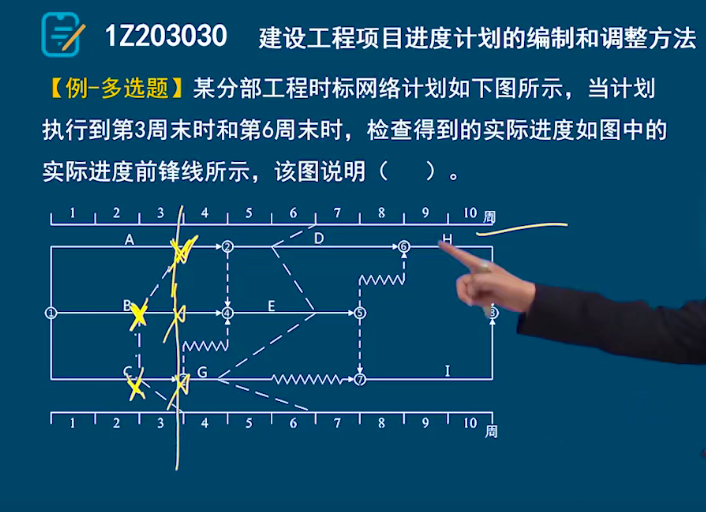 1Z203030 建设工程项目进度计划的编制和调整方法
【例-多选题】某分部工程时标网络计划如下图所示，当计划
执行到第3周末时和第6周末时，检查得到的实际进度如图中的
实际进度前锋线所示，该图说明（ ）。
1 2 3 4 5 6 7 8 9 10 周
A ② D ⑥ H
① B ④ E ⑤
C G ⑦ I
1 2 3 4 5 6 7 8 9 10 周